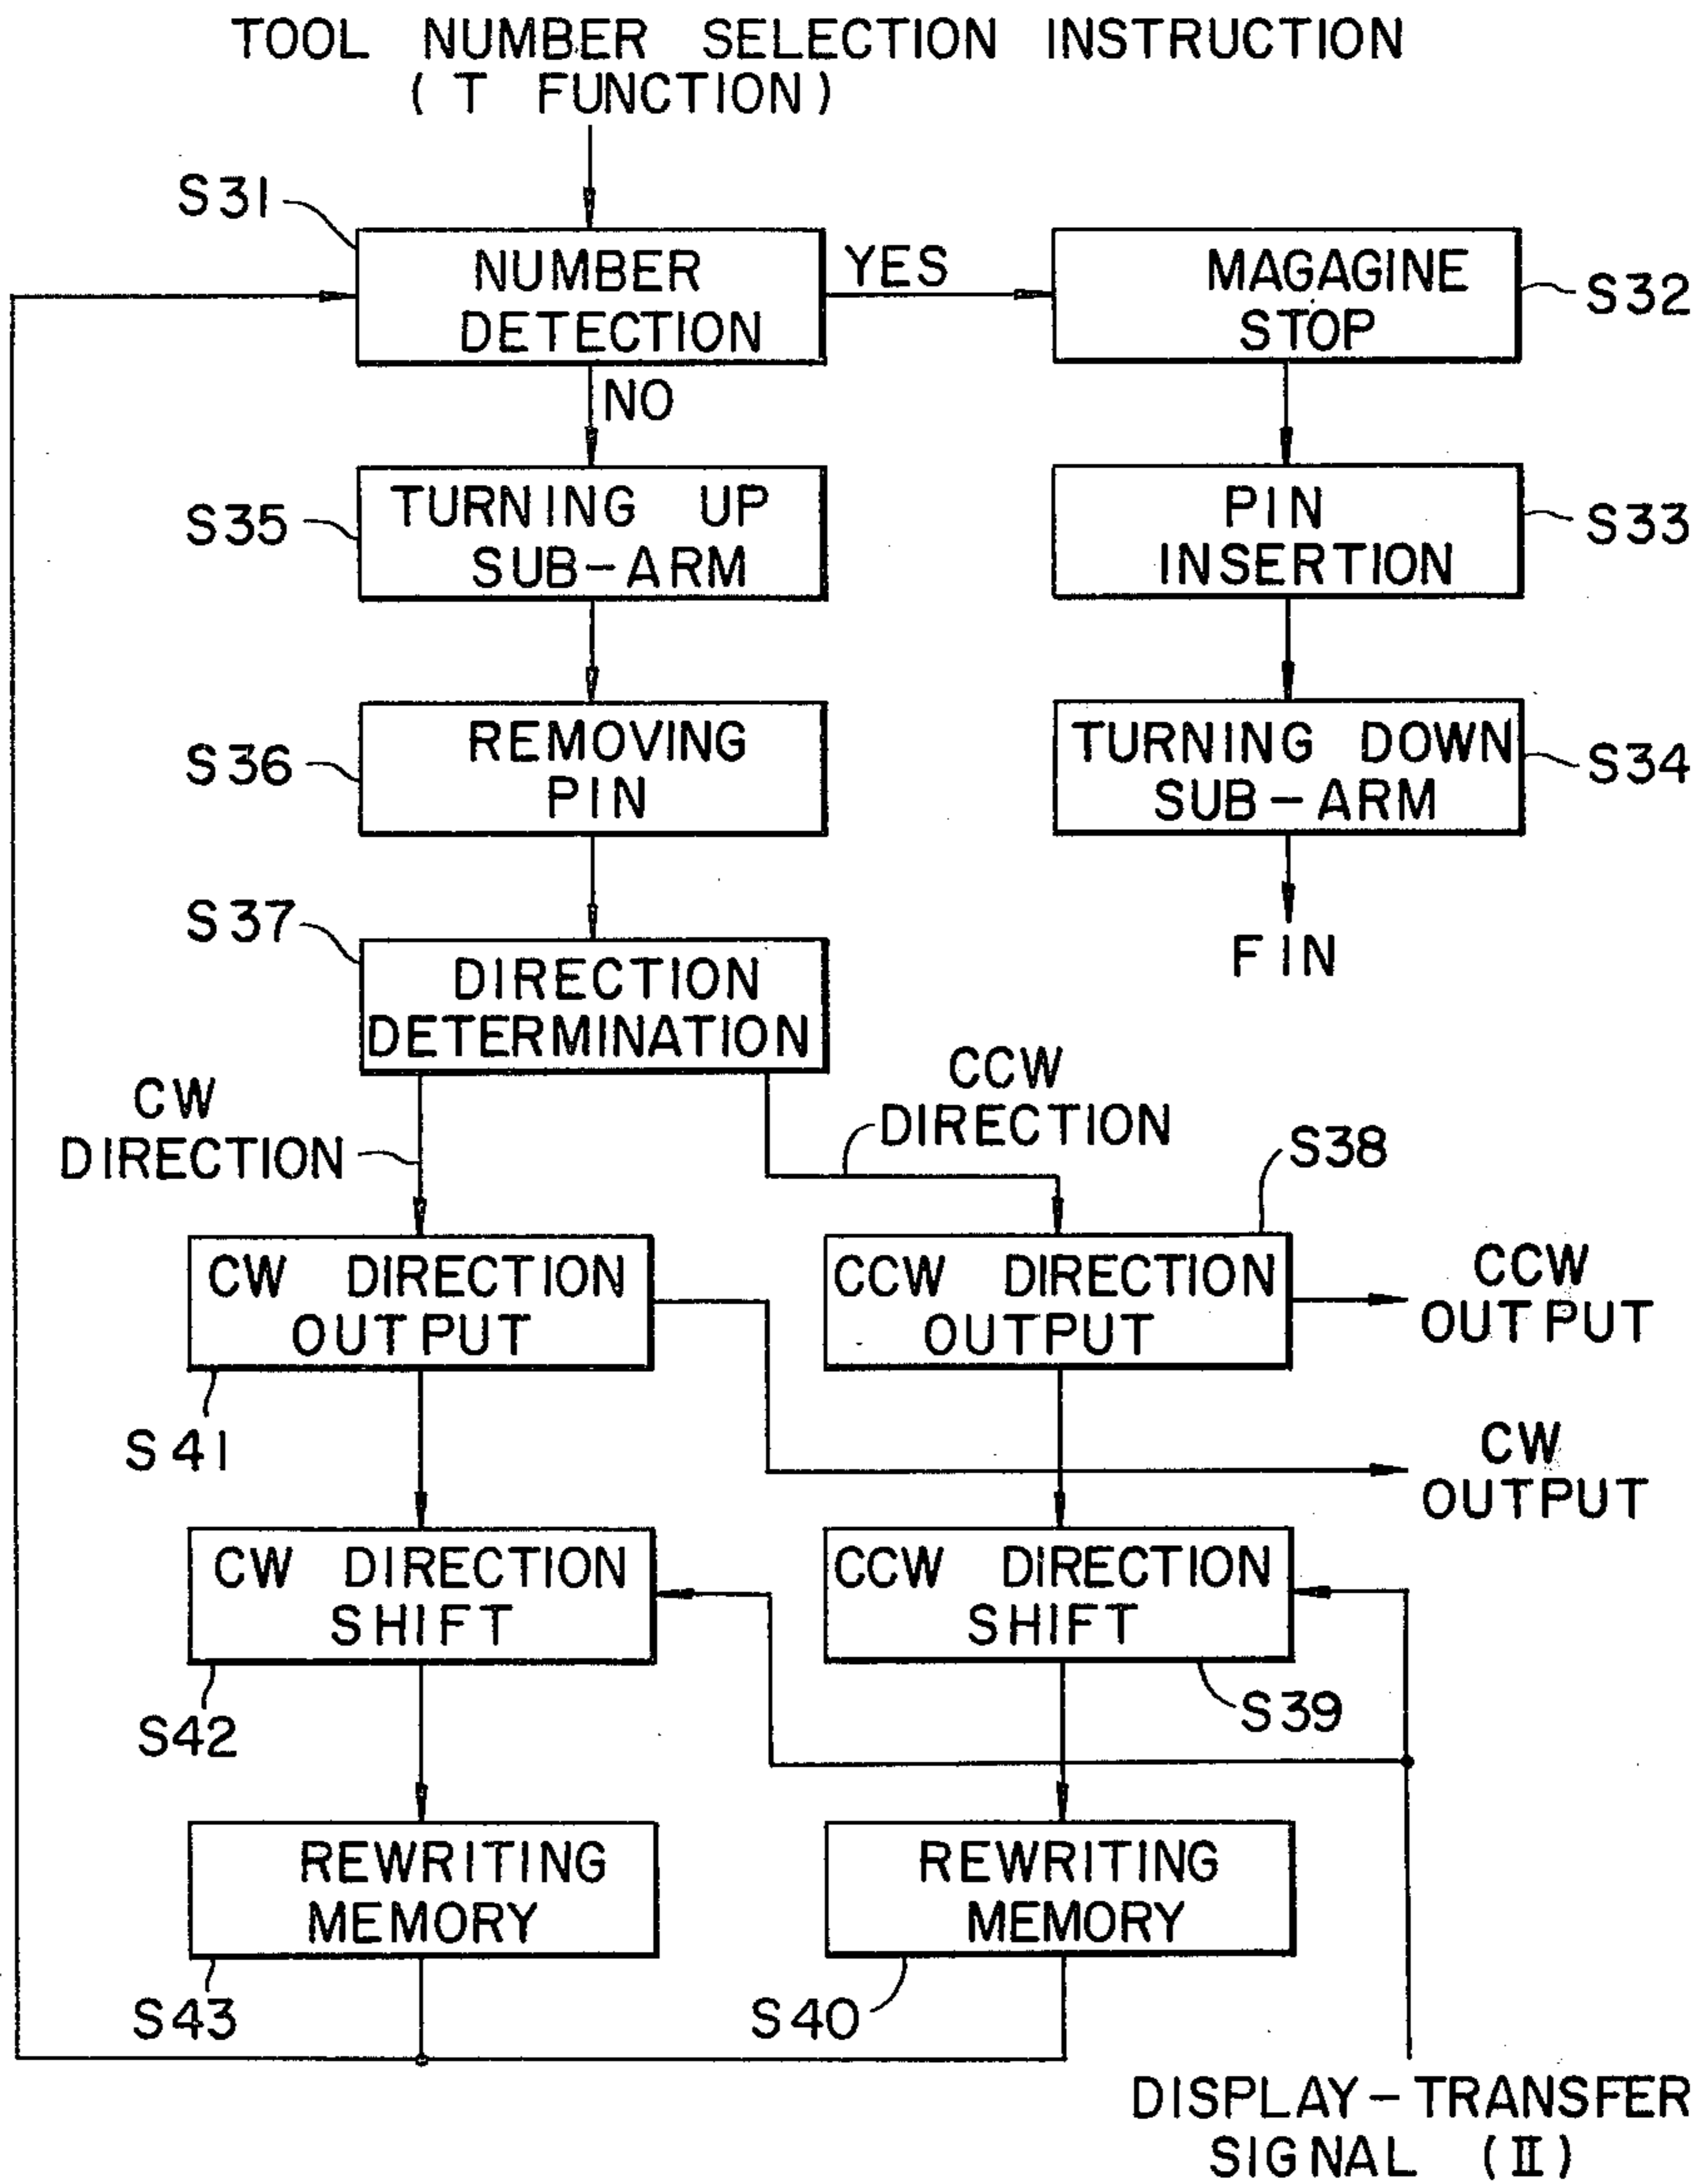 TOOL NUMBER SELECTION INSTRUCTION
( T FUNCTION )
S31
NUMBER
DETECTION
YES
MAGAGINE
STOP
S32
NO
S35
TURNING UP
SUB-ARM
PIN
INSERTION
S33
S36
REMOVING
PIN
TURNING DOWN
SUB-ARM
S34
S37
DIRECTION
DETERMINATION
FIN
CW
DIRECTION
CCW
DIRECTION
S38
CW DIRECTION
OUTPUT
CCW DIRECTION
OUTPUT
CCW
OUTPUT
S41
CW
OUTPUT
CW DIRECTION
SHIFT
CCW DIRECTION
SHIFT
S42
S39
REWRITING
MEMORY
REWRITING
MEMORY
S43
S40
DISPLAY-TRANSFER
SIGNAL (II)